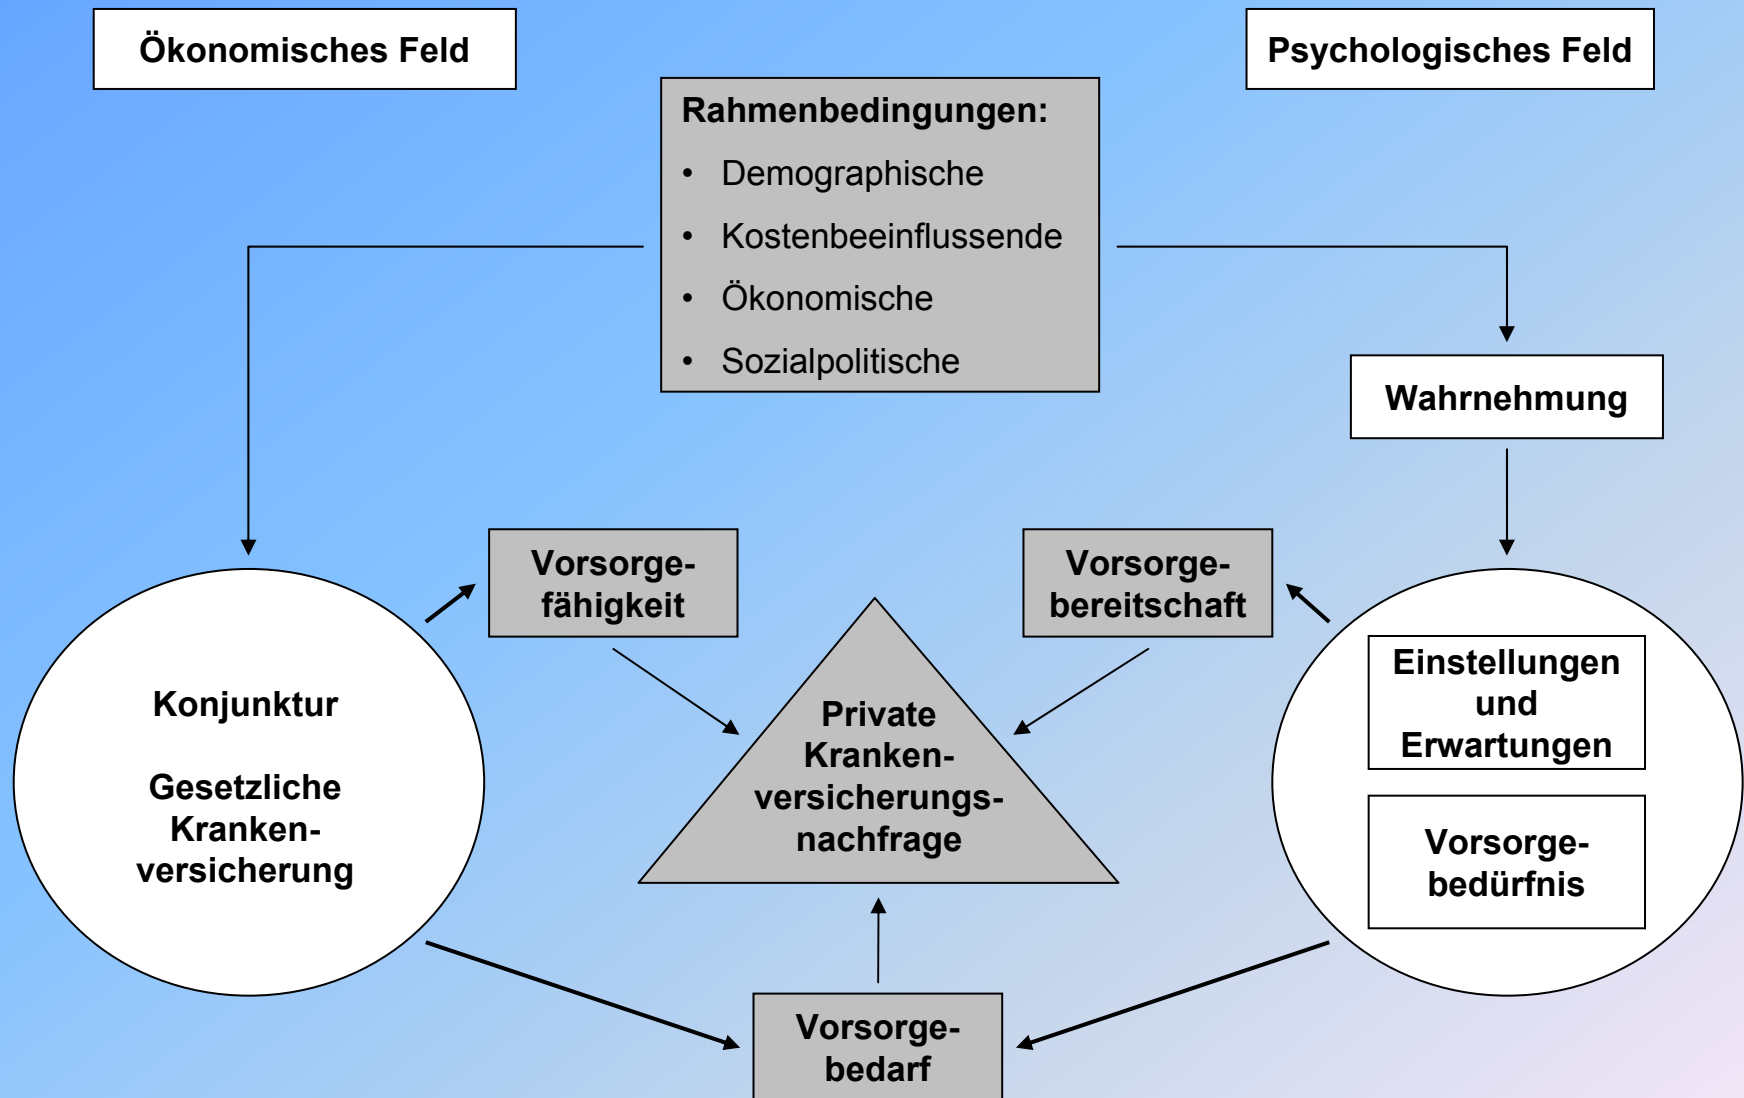 Ökonomisches Feld
Psychologisches Feld
Rahmenbedingungen:
• Demographische
• Kostenbeeinflussende
• Ökonomische
• Sozialpolitische
Wahrnehmung
Vorsorge-
fähigkeit
Vorsorge-
bereitschaft
Konjunktur
Gesetzliche
Kranken-
versicherung
Private
Kranken-
versicherungs-
nachfrage
Einstellungen
und
Erwartungen
Vorsorge-
bedürfnis
Vorsorge-
bedarf